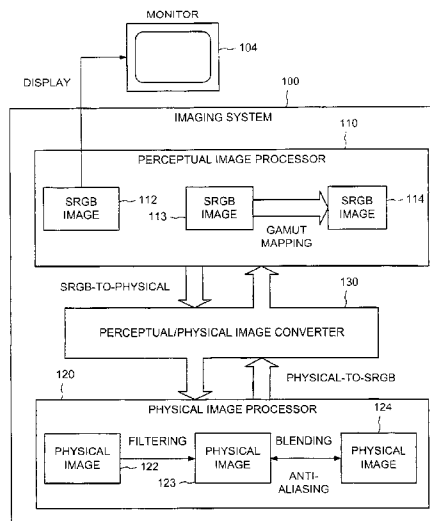 MONITOR
104
DISPLAY
100
IMAGING SYSTEM
110
PERCEPTUAL IMAGE PROCESSOR
SRGB
IMAGE
112
113
SRGB
IMAGE
GAMUT
MAPPING
SRGB
IMAGE
114
SRGB-TO-PHYSICAL
130
PERCEPTUAL/PHYSICAL IMAGE CONVERTER
PHYSICAL-TO-SRGB
120
PHYSICAL IMAGE PROCESSOR
124
PHYSICAL
IMAGE
122
FILTERING
PHYSICAL
IMAGE
123
BLENDING
ANTI-
ALIASING
PHYSICAL
IMAGE